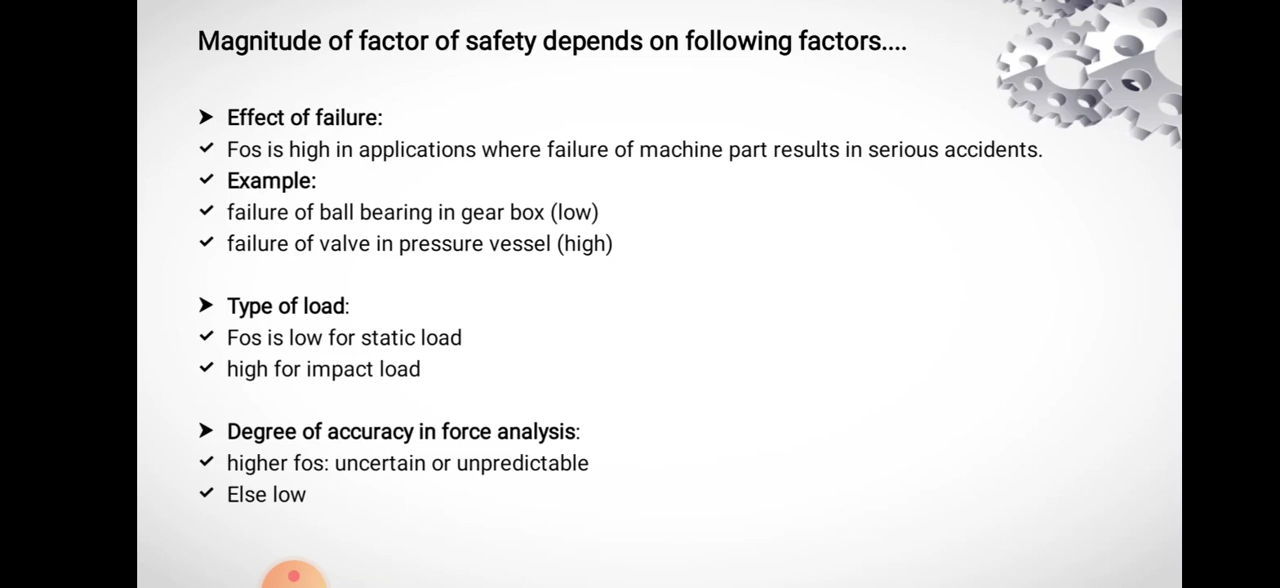 Magnitude of factor of safety depends on following factors....
➤ Effect of failure:
✓ Fos is high in applications where failure of machine part results in serious accidents.
✓ Example:
✓ failure of ball bearing in gear box (low)
✓ failure of valve in pressure vessel (high)
➤ Type of load:
✓ Fos is low for static load
✓ high for impact load
➤ Degree of accuracy in force analysis:
✓ higher fos: uncertain or unpredictable
✓ Else low